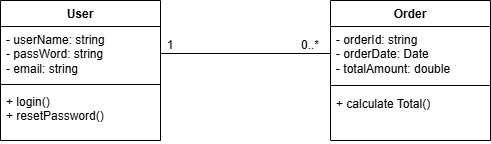 User
- userName: string
- passWord: string
- email: string
+ login()
+ resetPassword()
1
0..*
Order
- orderId: string
- orderDate: Date
- totalAmount: double
+ calculate Total()